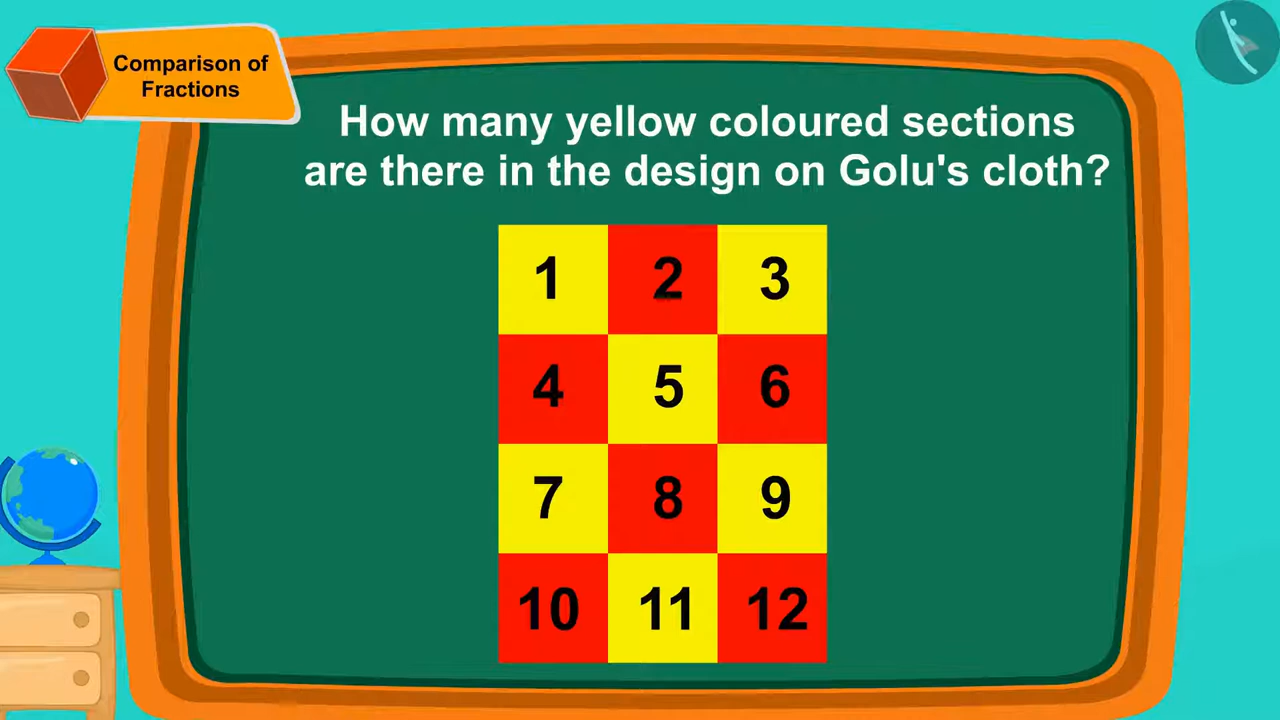 Comparison of
Fractions
How many yellow coloured sections
are there in the design on Golu's cloth?
1 2 3
4 5 6
7 8 9
10 11 12